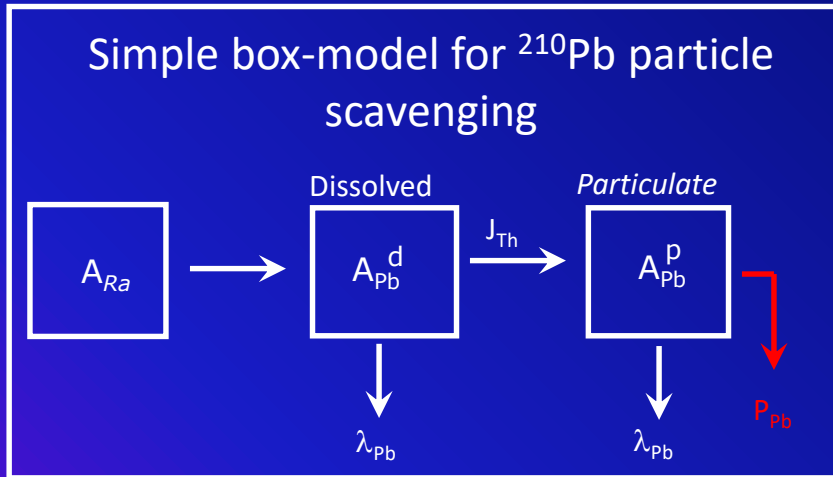 Simple box-model for ²¹⁰Pb particle
scavenging
Dissolved
Particulate
A_Ra
A_Pb^d
J_Th
A_Pb^p
P_Pb
λ_Pb
λ_Pb